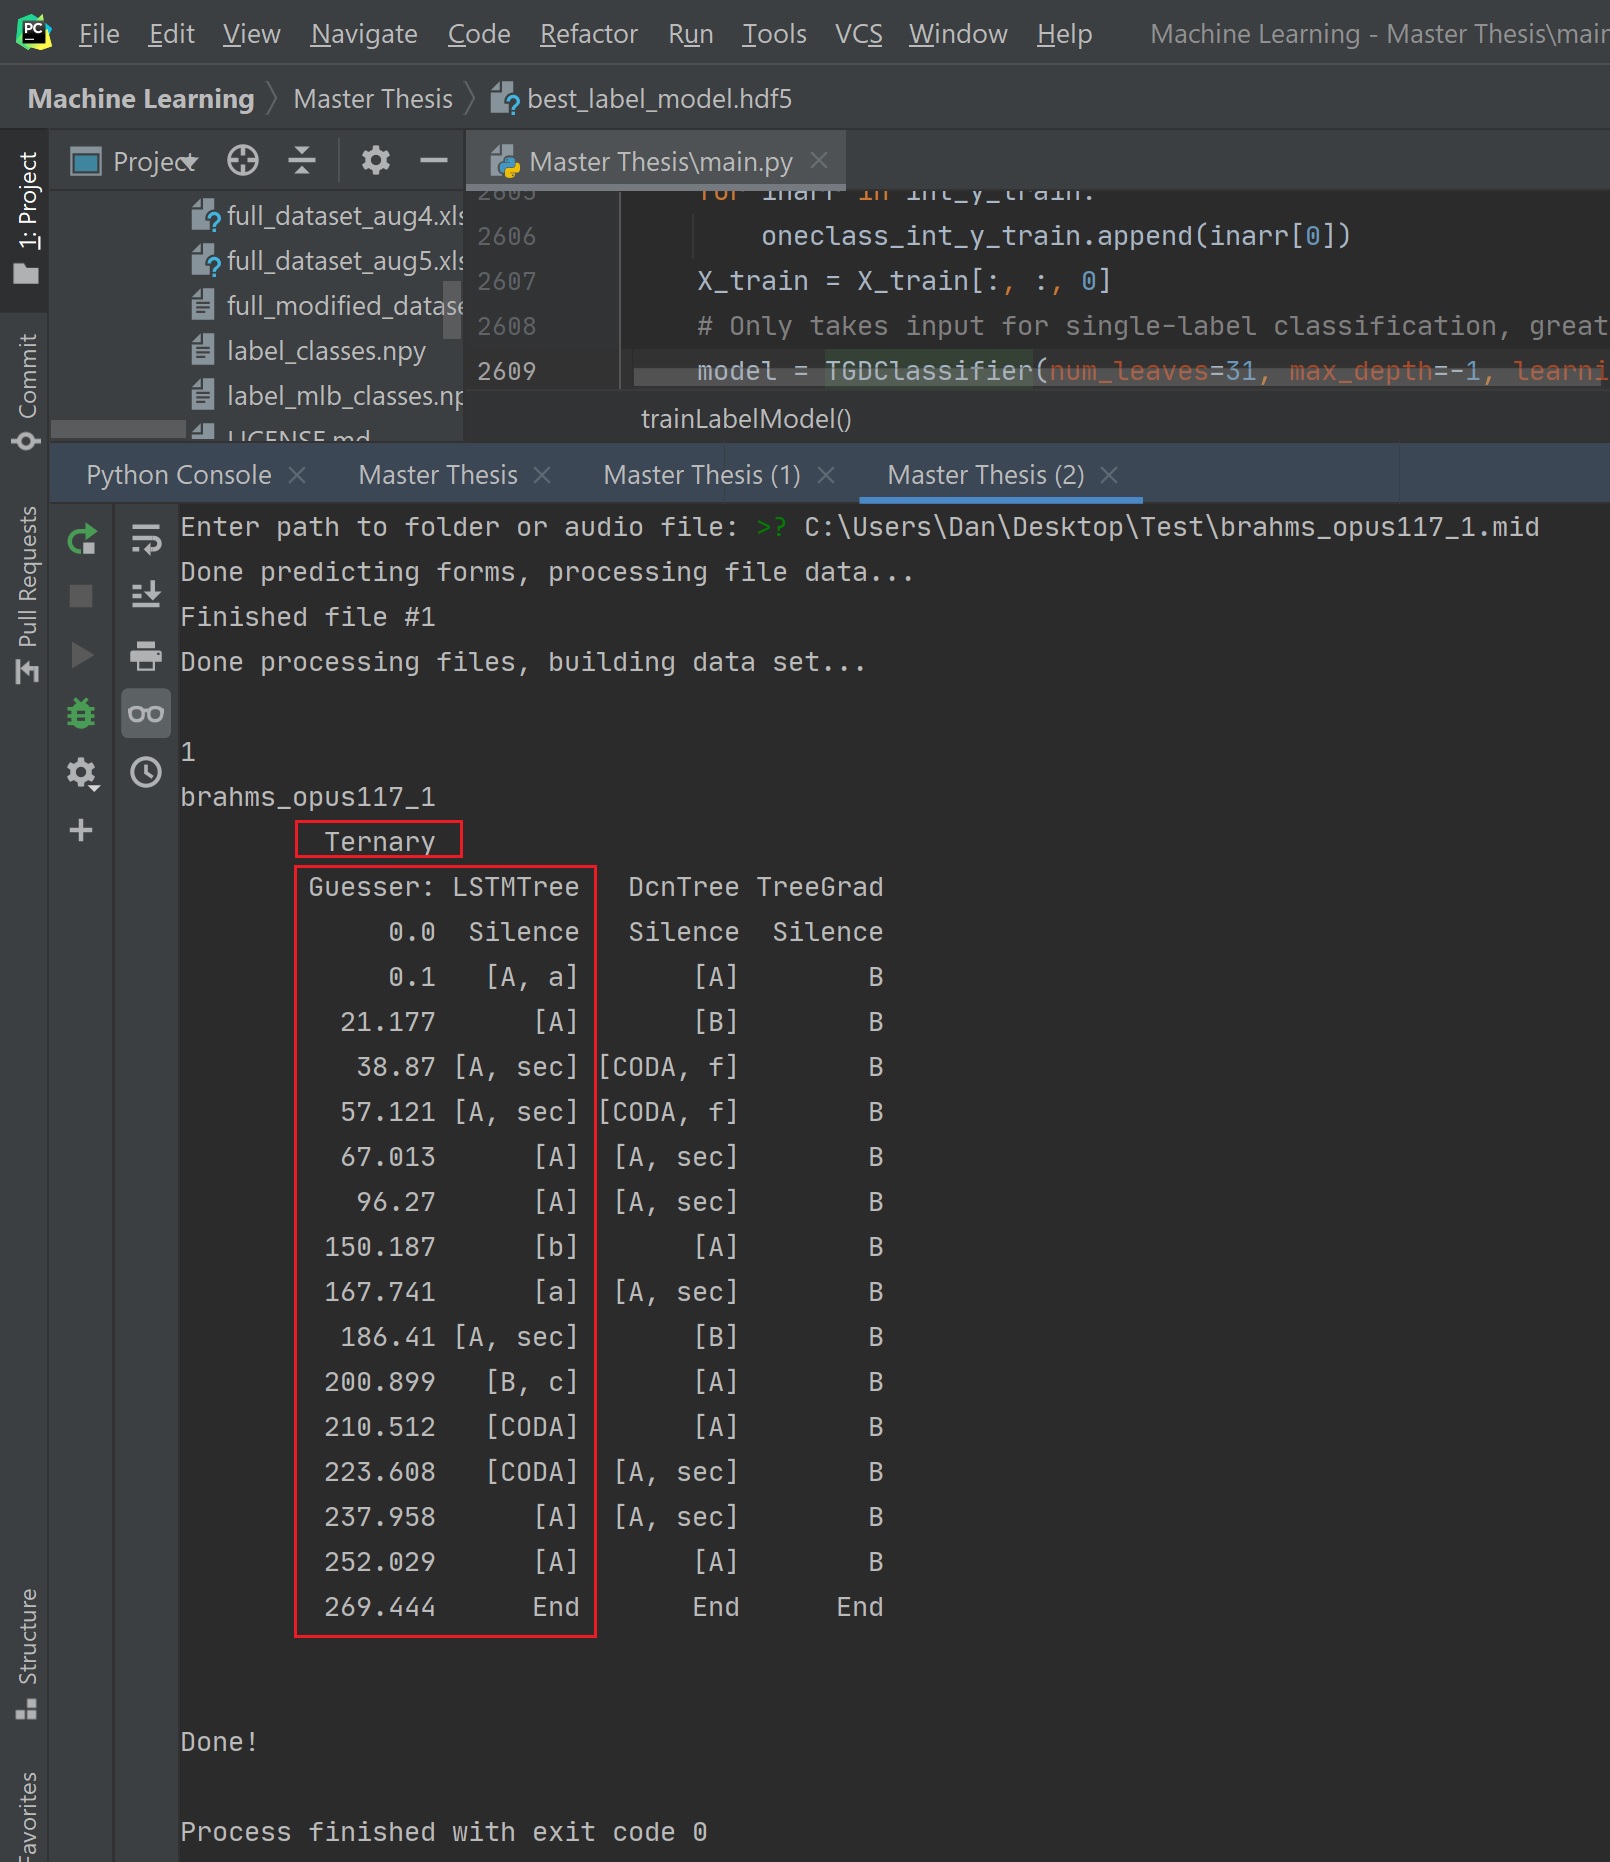 PC
File Edit View Navigate Code Refactor Run Tools VCS Window Help Machine Learning - Master Thesis\main
Machine Learning Master Thesis best_label_model.hdf5
1: Project
Commit
Pull Requests
Structure
Favorites
Project
full_dataset_aug4.xls
full_dataset_aug5.xls
full_modified_datase
label_classes.npy
label_mlb_classes.np
LICENSE.md
Master Thesis\main.py
2605 for inarr in int_y_train:
2606 oneclass_int_y_train.append(inarr[0])
2607 X_train = X_train[:, :, 0]
2608 # Only takes input for single-label classification, great
2609 model = TGDClassifier(num_leaves=31, max_depth=-1, learni
trainLabelModel()
Python Console Master Thesis Master Thesis (1) Master Thesis (2)
Enter path to folder or audio file: >? C:\Users\Dan\Desktop\Test\brahms_opus117_1.mid
Done predicting forms, processing file data...
Finished file #1
Done processing files, building data set...
1
brahms_opus117_1
Ternary
Guesser: LSTMTree DcnTree TreeGrad
0.0 Silence Silence Silence
0.1 [A, a] [A] B
21.177 [A] [B] B
38.87 [A, sec] [CODA, f] B
57.121 [A, sec] [CODA, f] B
67.013 [A] [A, sec] B
96.27 [A] [A, sec] B
150.187 [b] [A] B
167.741 [a] [A, sec] B
186.41 [A, sec] [B] B
200.899 [B, c] [A] B
210.512 [CODA] [A] B
223.608 [CODA] [A, sec] B
237.958 [A] [A, sec] B
252.029 [A] [A] B
269.444 End End End
Done!
Process finished with exit code 0